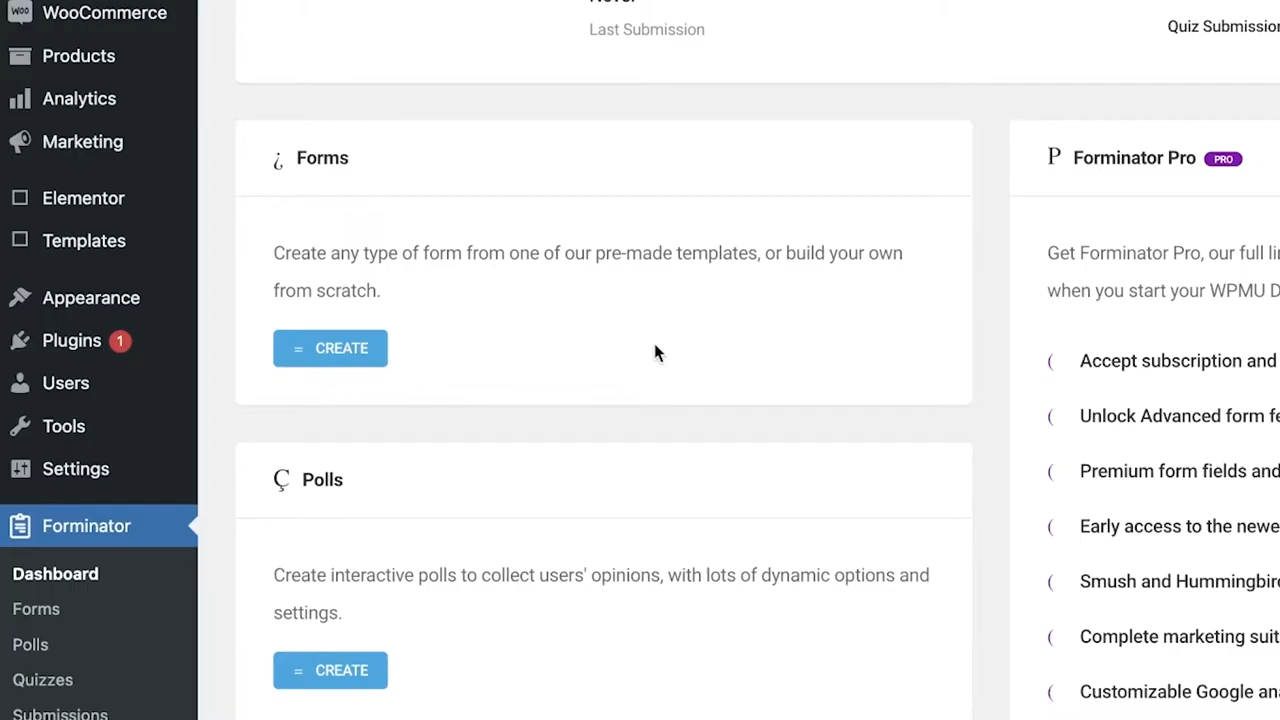 WooCommerce
Products
Analytics
Marketing
Elementor
Templates
Appearance
Plugins 1
Users
Tools
Settings
Forminator
Dashboard
Forms
Polls
Quizzes
Submissions
Last Submission
Quiz Submission
¿ Forms
Create any type of form from one of our pre-made templates, or build your own
from scratch.
= CREATE
Ç Polls
Create interactive polls to collect users' opinions, with lots of dynamic options and
settings.
= CREATE
P Forminator Pro PRO
Get Forminator Pro, our full li
when you start your WPMU D
( Accept subscription and
( Unlock Advanced form fe
( Premium form fields and
( Early access to the newe
( Smush and Hummingbird
( Complete marketing suit
( Customizable Google ana